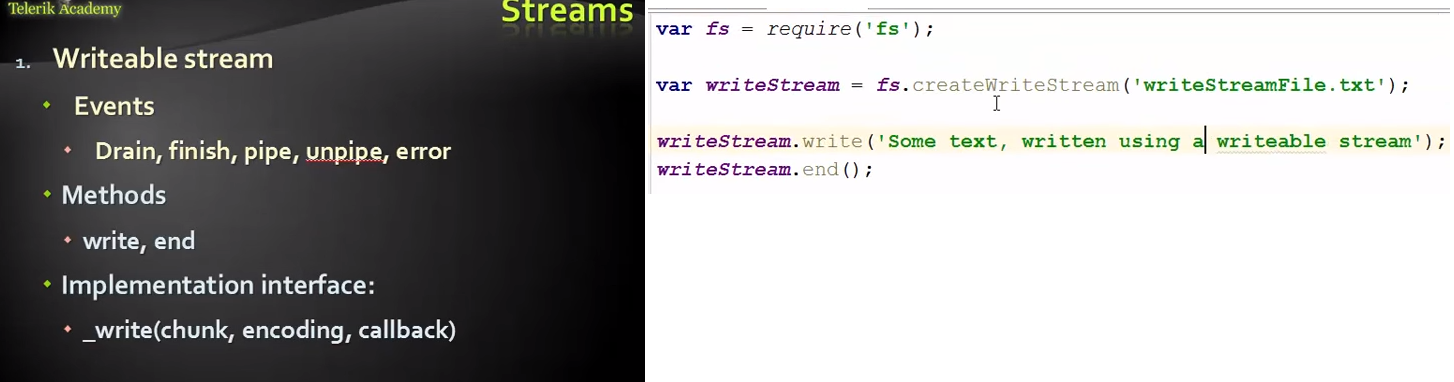 Telerik Academy
Streams
1. Writeable stream
Events
Drain, finish, pipe, unpipe, error
Methods
write, end
Implementation interface:
_write(chunk, encoding, callback)
var fs = require('fs');
var writeStream = fs.createWriteStream('writeStreamFile.txt');
writeStream.write('Some text, written using a writeable stream');
writeStream.end();